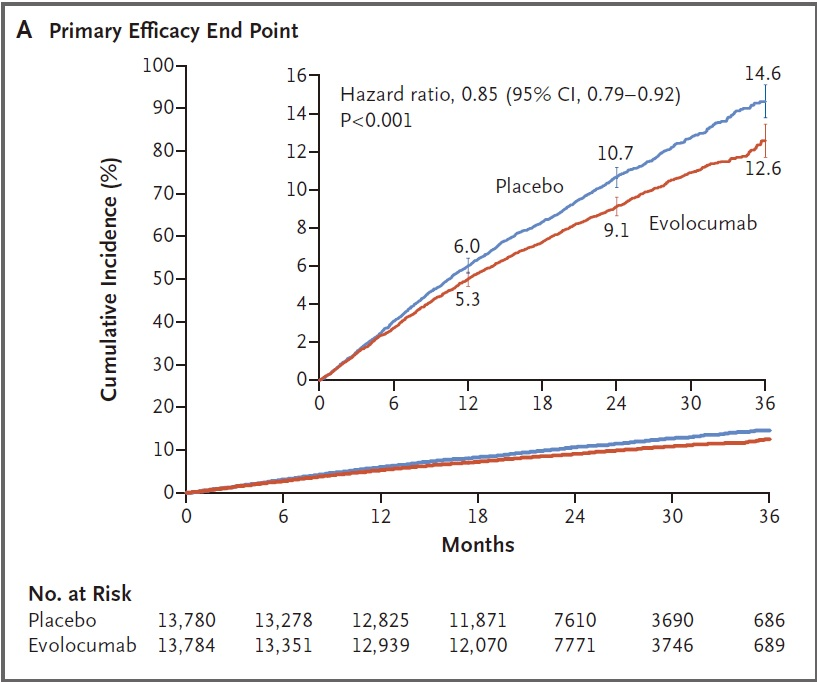 A Primary Efficacy End Point
Cumulative Incidence (%)
100
90
80
70
60
50
40
30
20
10
0
16
14
12
10
8
6
4
2
0
Hazard ratio, 0.85 (95% CI, 0.79–0.92)
P<0.001
14.6
12.6
10.7
9.1
6.0
5.3
Placebo
Evolocumab
0 6 12 18 24 30 36
0 6 12 18 24 30 36
Months
No. at Risk
Placebo 13,780 13,278 12,825 11,871 7610 3690 686
Evolocumab 13,784 13,351 12,939 12,070 7771 3746 689